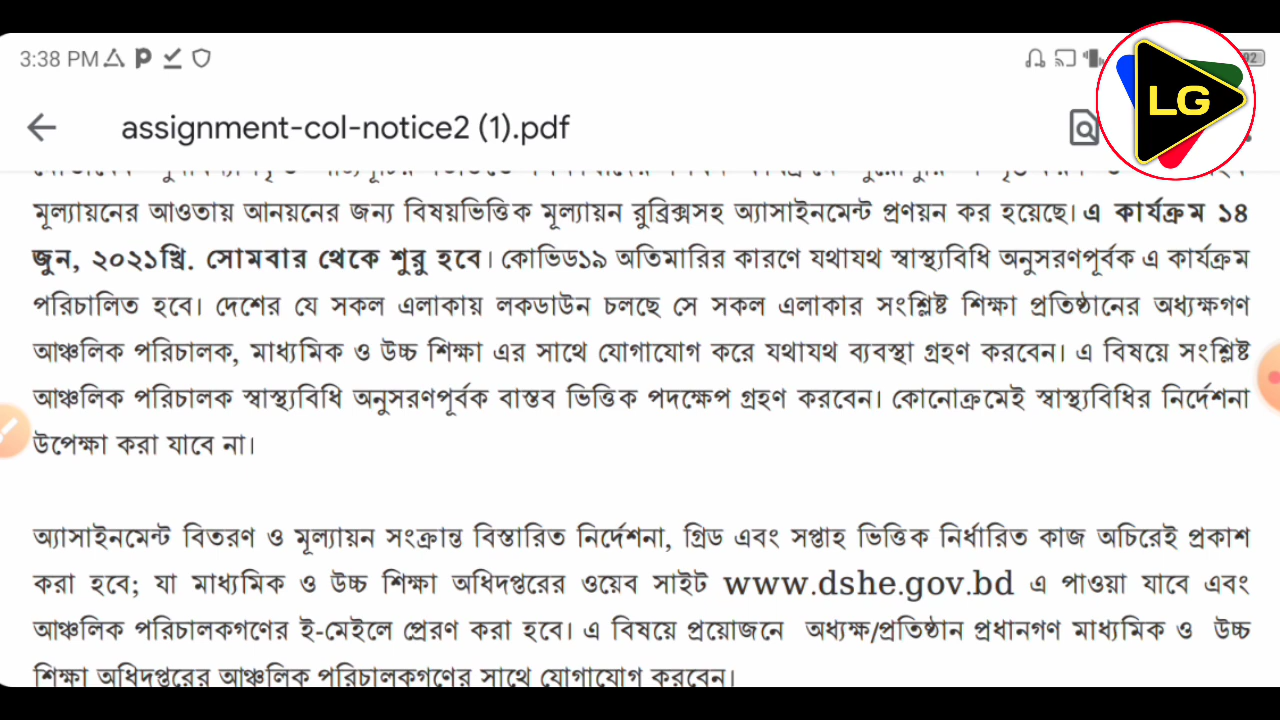 3:38 PM
92
LG
assignment-col-notice2 (1).pdf
মূল্যায়নের আওতায় আনয়নের জন্য বিষয়ভিত্তিক মূল্যায়ন রুব্রিক্সসহ অ্যাসাইনমেন্ট প্রণয়ন কর হয়েছে। এ কার্যক্রম ১৪
জুন, ২০২১খ্রি. সোমবার থেকে শুরু হবে। কোভিড১৯ অতিমারির কারণে যথাযথ স্বাস্থ্যবিধি অনুসরণপূর্বক এ কার্যক্রম
পরিচালিত হবে। দেশের যে সকল এলাকায় লকডাউন চলছে সে সকল এলাকার সংশ্লিষ্ট শিক্ষা প্রতিষ্ঠানের অধ্যক্ষগণ
আঞ্চলিক পরিচালক, মাধ্যমিক ও উচ্চ শিক্ষা এর সাথে যোগাযোগ করে যথাযথ ব্যবস্থা গ্রহণ করবেন। এ বিষয়ে সংশ্লিষ্ট
আঞ্চলিক পরিচালক স্বাস্থ্যবিধি অনুসরণপূর্বক বাস্তব ভিত্তিক পদক্ষেপ গ্রহণ করবেন। কোনোক্রমেই স্বাস্থ্যবিধির নির্দেশনা
উপেক্ষা করা যাবে না।
অ্যাসাইনমেন্ট বিতরণ ও মূল্যায়ন সংক্রান্ত বিস্তারিত নির্দেশনা, গ্রিড এবং সপ্তাহ ভিত্তিক নির্ধারিত কাজ অচিরেই প্রকাশ
করা হবে; যা মাধ্যমিক ও উচ্চ শিক্ষা অধিদপ্তরের ওয়েব সাইট www.dshe.gov.bd এ পাওয়া যাবে এবং
আঞ্চলিক পরিচালকগণের ই-মেইলে প্রেরণ করা হবে। এ বিষয়ে প্রয়োজনে অধ্যক্ষ/প্রতিষ্ঠান প্রধানগণ মাধ্যমিক ও উচ্চ
শিক্ষা অধিদপ্তরের আঞ্চলিক পরিচালকগণের সাথে যোগাযোগ করবেন।